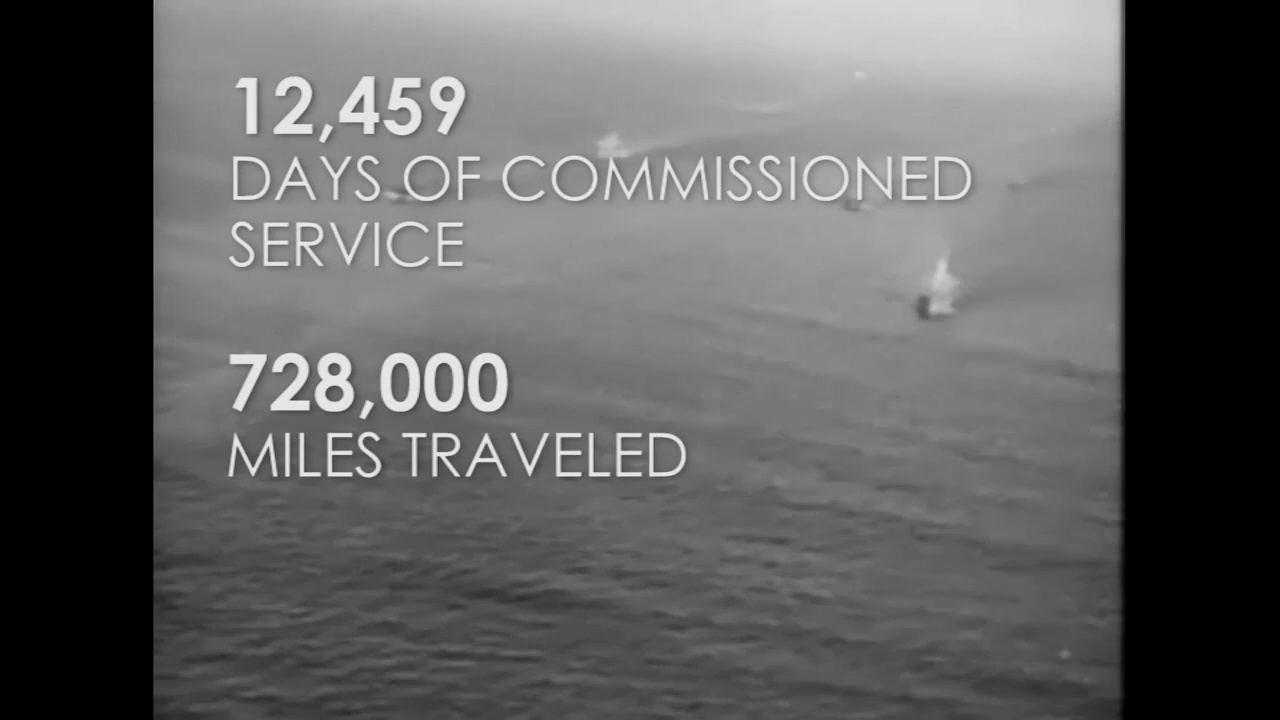 12,459
DAYS OF COMMISSIONED
SERVICE
728,000
MILES TRAVELED